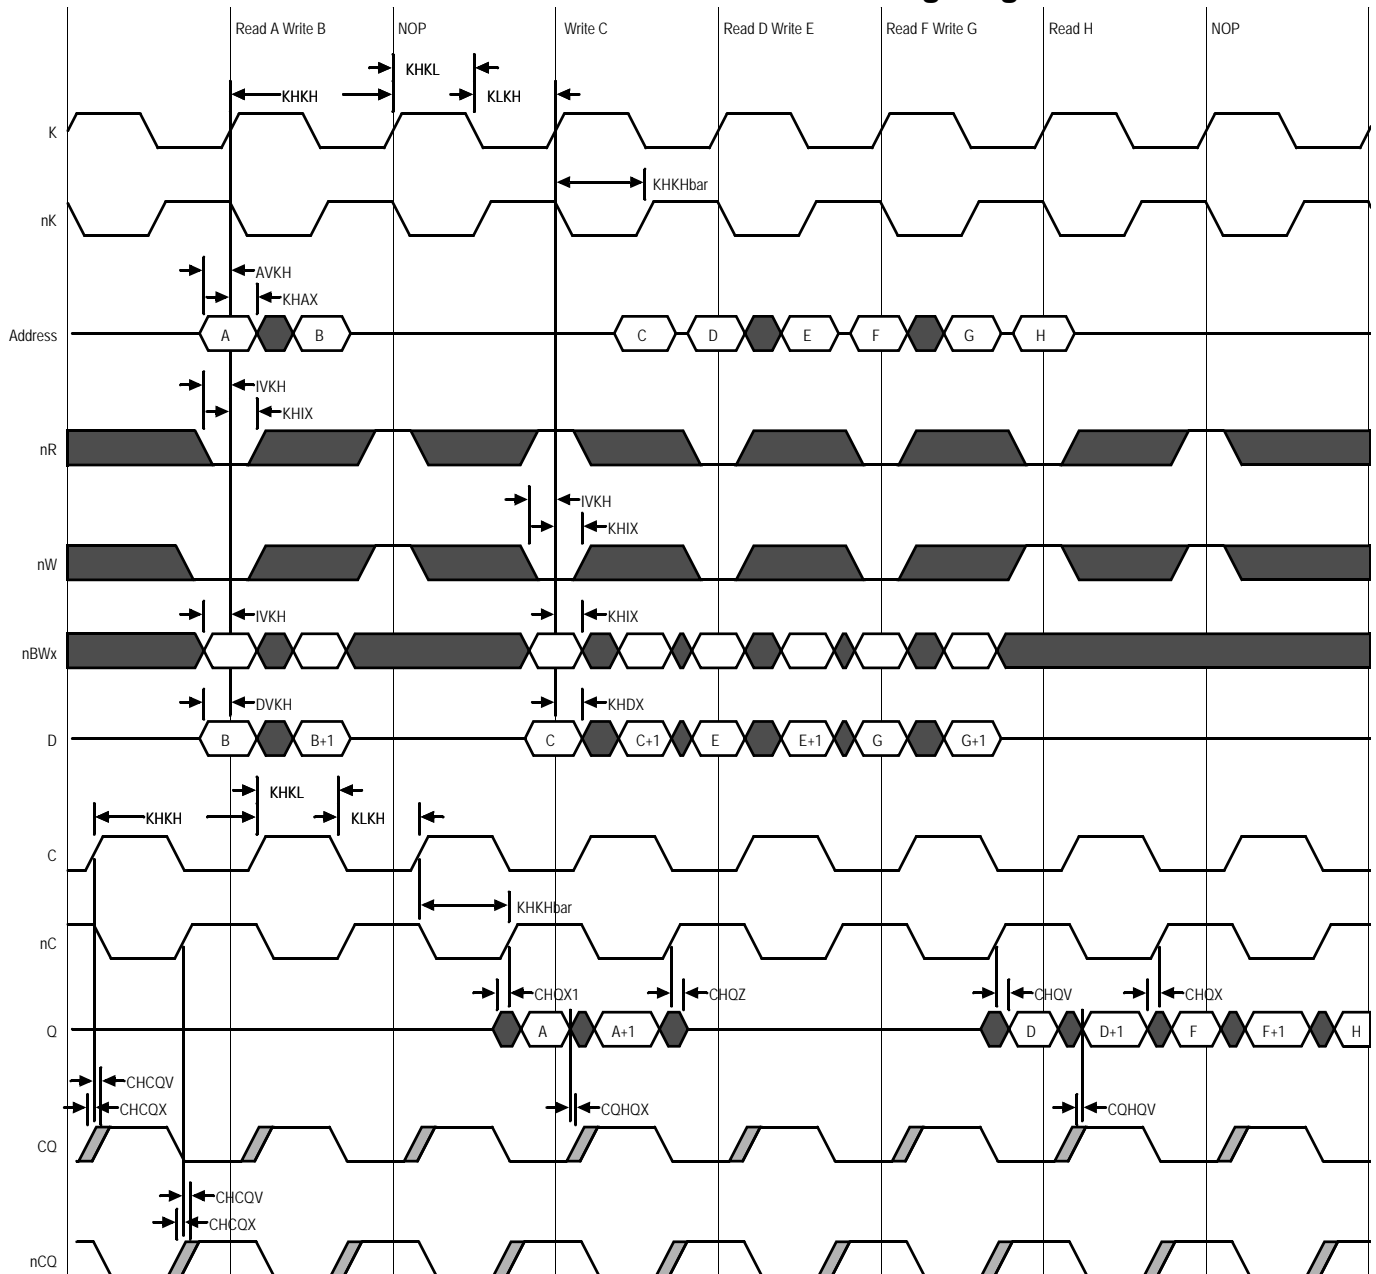 Read A Write B NOP Write C Read D Write E Read F Write G Read H NOP
KHKL
KHKH KLKH
K
KHKHbar
nK
AVKH
KHAX
Address A B C D E F G H
IVKH
KHIX
nR
IVKH
KHIX
nW
IVKH KHIX
nBWx
DVKH KHDX
D B B+1 C C+1 E E+1 G G+1
KHKL
KHKH KLKH
C
KHKHbar
nC
CHQX1 CHQZ CHQV CHQX
Q A A+1 D D+1 F F+1 H
CHCQV
CHCQX CQHQX CQHQV
CQ
CHCQV
CHCQX
nCQ